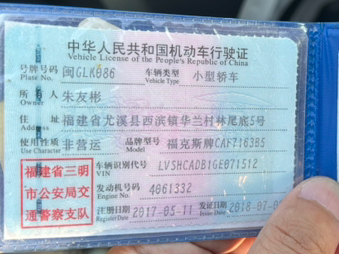 中华人民共和国机动车行驶证
Vehicle License of the People's Republic of China
号牌号码 闽GLK086 车辆类型 小型轿车
Plate No. Vehicle Type
所有人 朱友彬
Owner
住址 福建省尤溪县西滨镇华兰村林尾底5号
Address
使用性质 非营运 品牌型号 福克斯牌CAF7163B5
Use Character Model
车辆识别代号 LVSHCADB1GE071512
VIN
发动机号码 4061332
Engine No.
注册日期 2017-05-11 发证日期 2018-07-0
Register Date Issue Date
福建省三明
市公安局交
通警察支队